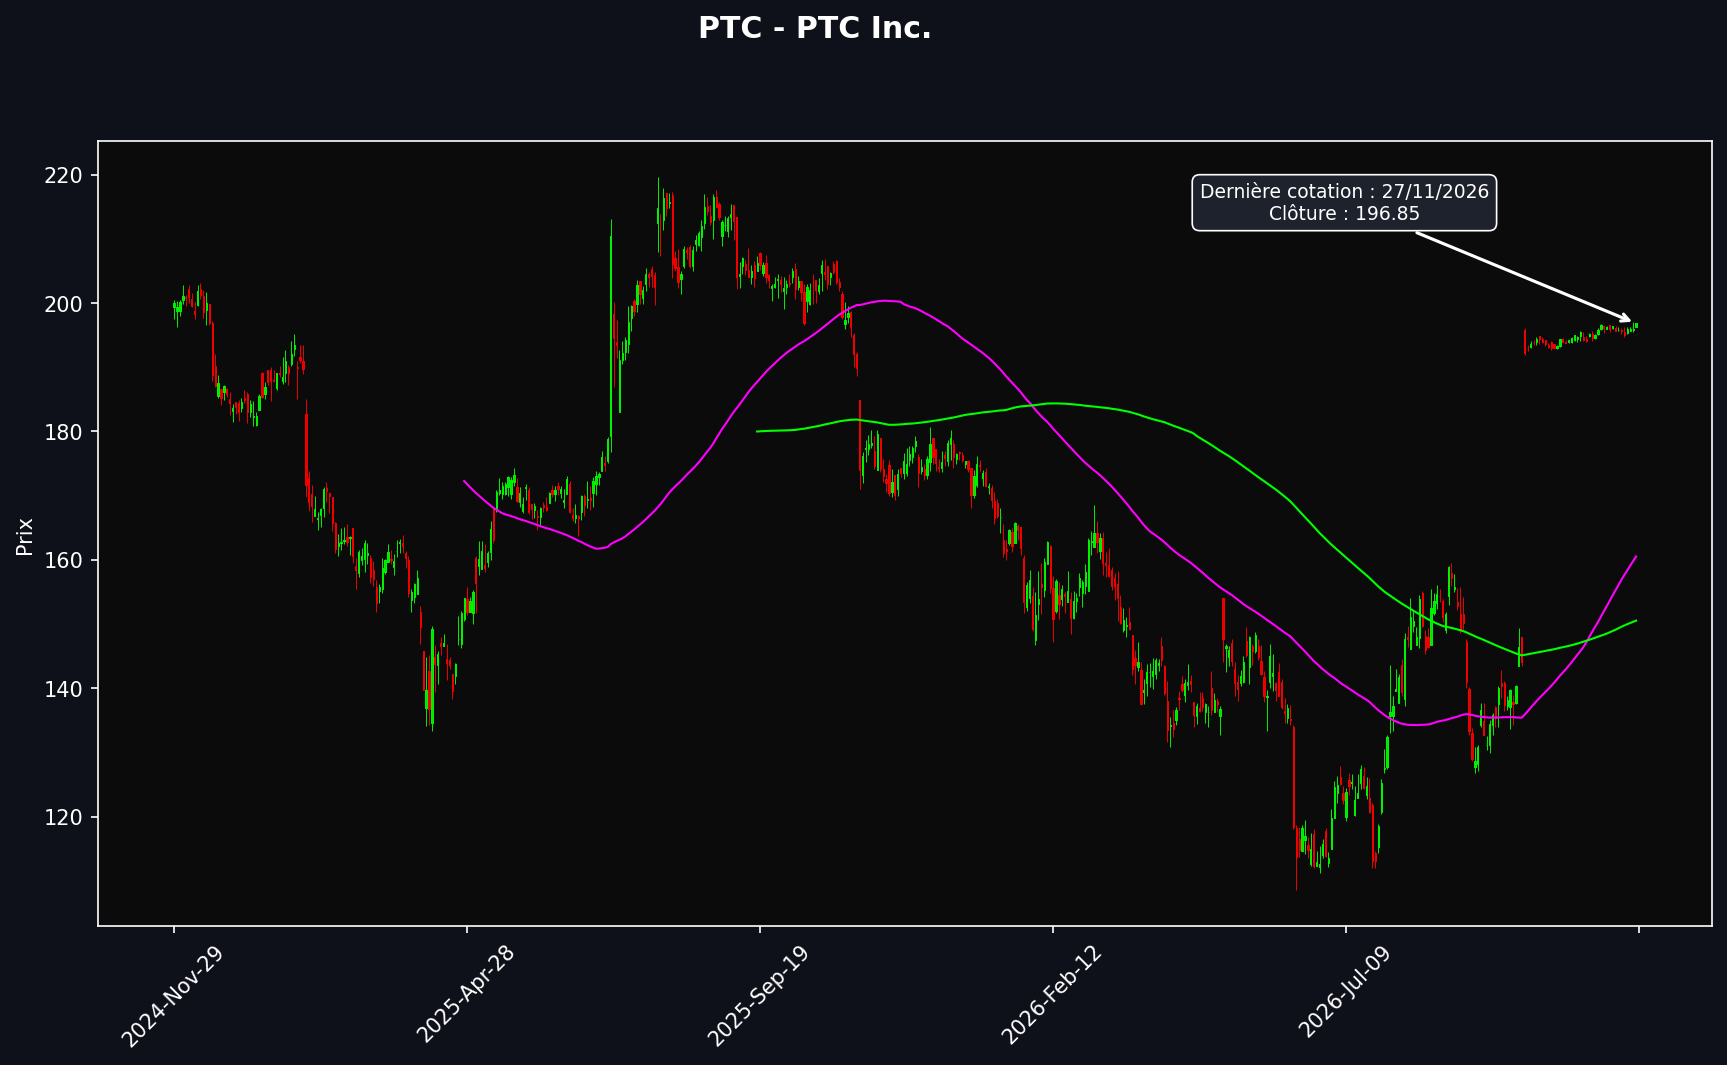 PTC - PTC Inc.
Dernière cotation : 27/11/2026
Clôture : 196.85
Prix
220
200
180
160
140
120
2024-Nov-29
2025-Apr-28
2025-Sep-19
2026-Feb-12
2026-Jul-09